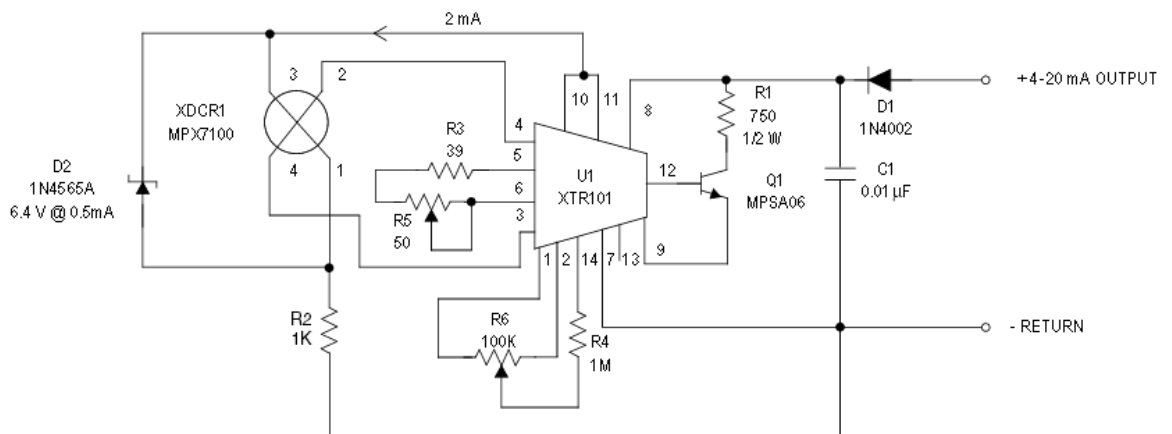 2 mA
3
2
XDCR1
MPX7100
4
1
D2
1N4565A
6.4 V @ 0.5mA
R2
1K
R3
39
R5
50
4
5
6
3
10
11
8
U1
XTR101
12
1
2
14
7
13
9
R6
100K
R4
1M
R1
750
1/2 W
Q1
MPSA06
D1
1N4002
C1
0.01 µF
+4-20 mA OUTPUT
- RETURN